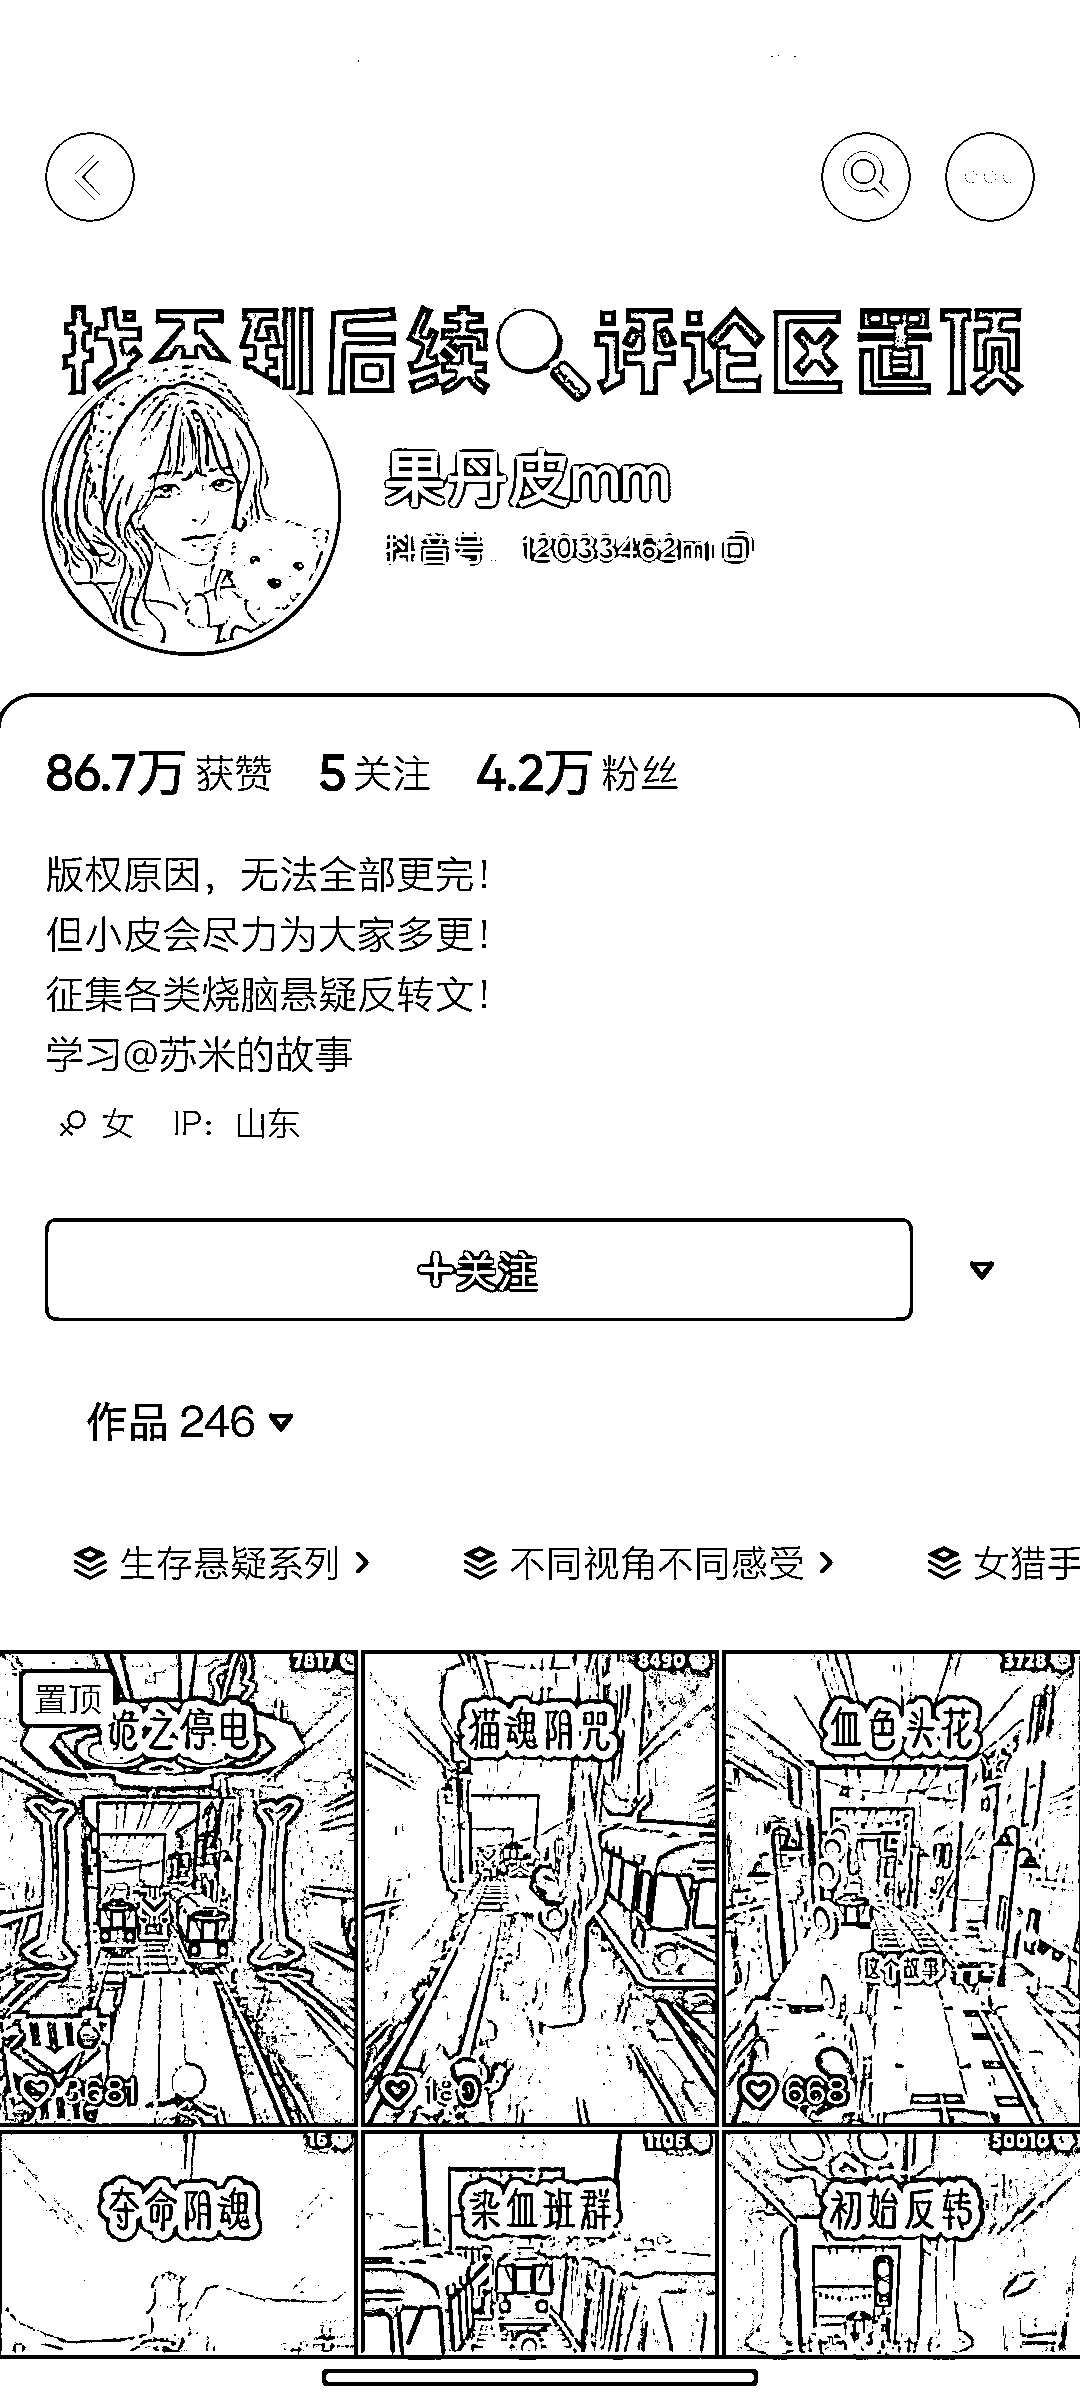 找不到后续🔍评论区置顶
果丹皮mm
抖音号: 12033462m
86.7万 获赞 5 关注 4.2万 粉丝
版权原因，无法全部更完！
但小皮会尽力为大家多更！
征集各类烧脑悬疑反转文！
学习@苏米的故事
女 IP：山东
+关注
作品 246
生存悬疑系列 不同视角不同感受 女猎手
7817 8490 3728
置顶
诡之停电 猫魂阴咒 血色头花
这个故事
3681 189 668
16 1106 50010
夺命阴魂 染血班群 初始反转